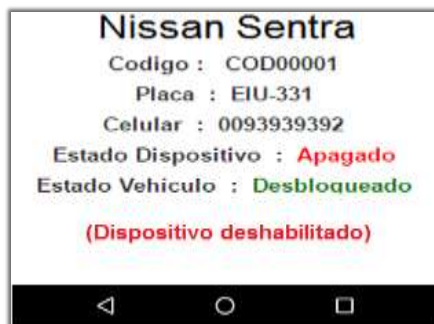 Nissan Sentra
Codigo : COD00001
Placa : EIU-331
Celular : 0093939392
Estado Dispositivo : Apagado
Estado Vehiculo : Desbloqueado
(Dispositivo deshabilitado)